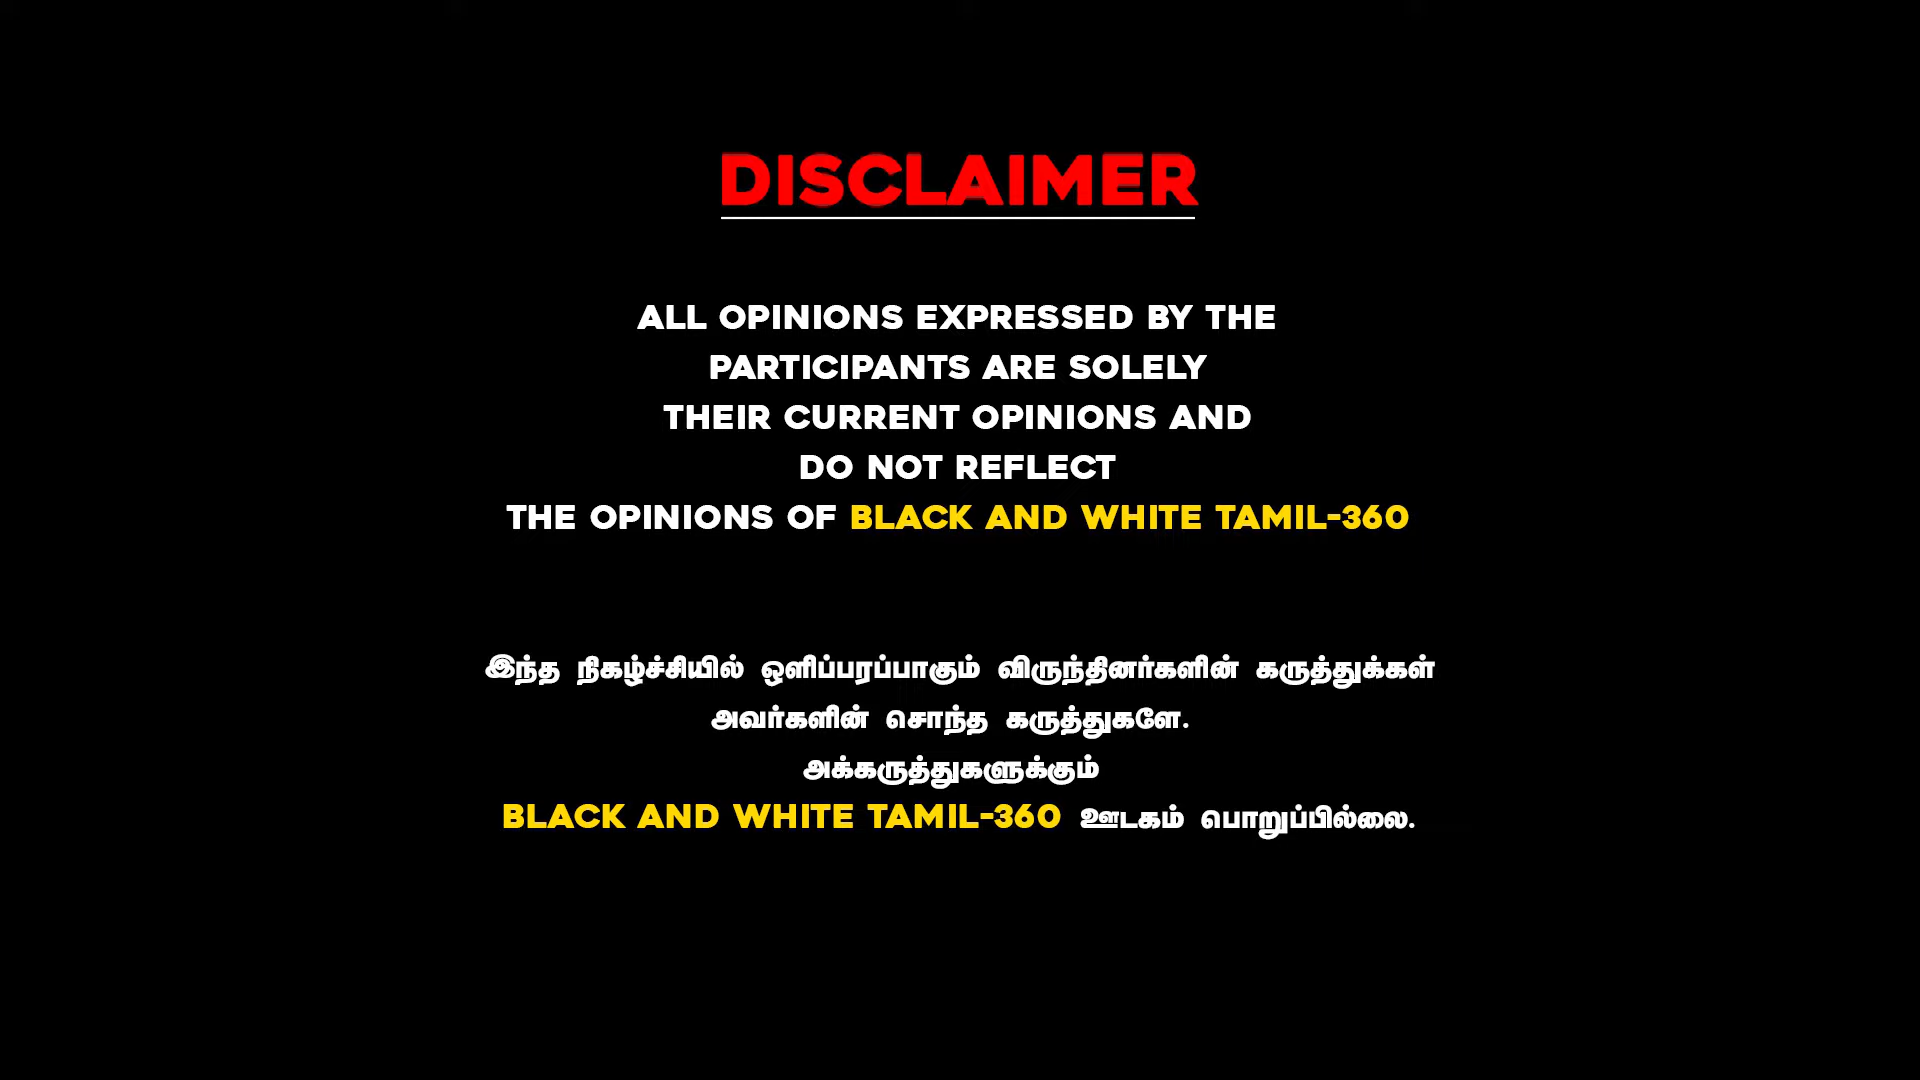 DISCLAIMER
ALL OPINIONS EXPRESSED BY THE
PARTICIPANTS ARE SOLELY
THEIR CURRENT OPINIONS AND
DO NOT REFLECT
THE OPINIONS OF BLACK AND WHITE TAMIL-360
இந்த நிகழ்ச்சியில் ஒளிப்பரப்பாகும் விருந்தினர்களின் கருத்துக்கள்
அவர்களின் சொந்த கருத்துகளே.
அக்கருத்துகளுக்கும்
BLACK AND WHITE TAMIL-360 ஊடகம் பொறுப்பில்லை.